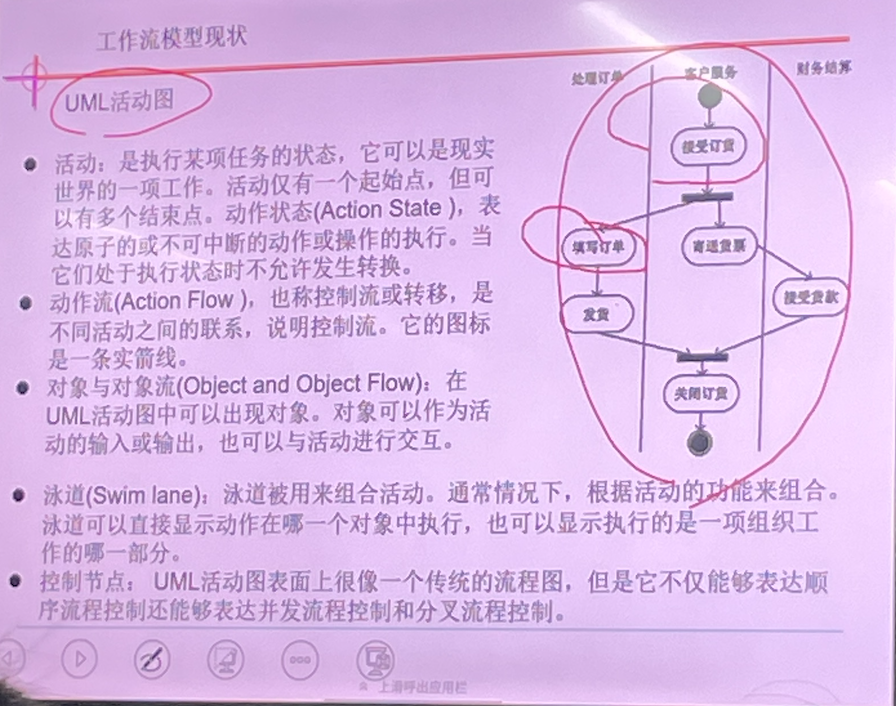 工作流模型现状
UML活动图
处理订单
客户服务
财务结算
接受订货
填写订单
寄送货票
发货
接受货款
关闭订货
活动：是执行某项任务的状态，它可以是现实
世界的一项工作。活动仅有一个起始点，但可
以有多个结束点。动作状态(Action State )，表
达原子的或不可中断的动作或操作的执行。当
它们处于执行状态时不允许发生转换。
动作流(Action Flow )，也称控制流或转移，是
不同活动之间的联系，说明控制流。它的图标
是一条实箭线。
对象与对象流(Object and Object Flow)：在
UML活动图中可以出现对象。对象可以作为活
动的输入或输出，也可以与活动进行交互。
泳道(Swim lane)：泳道被用来组合活动。通常情况下，根据活动的功能来组合。
泳道可以直接显示动作在哪一个对象中执行，也可以显示执行的是一项组织工
作的哪一部分。
控制节点： UML活动图表面上很像一个传统的流程图，但是它不仅能够表达顺
序流程控制还能够表达并发流程控制和分叉流程控制。
上滑呼出应用栏